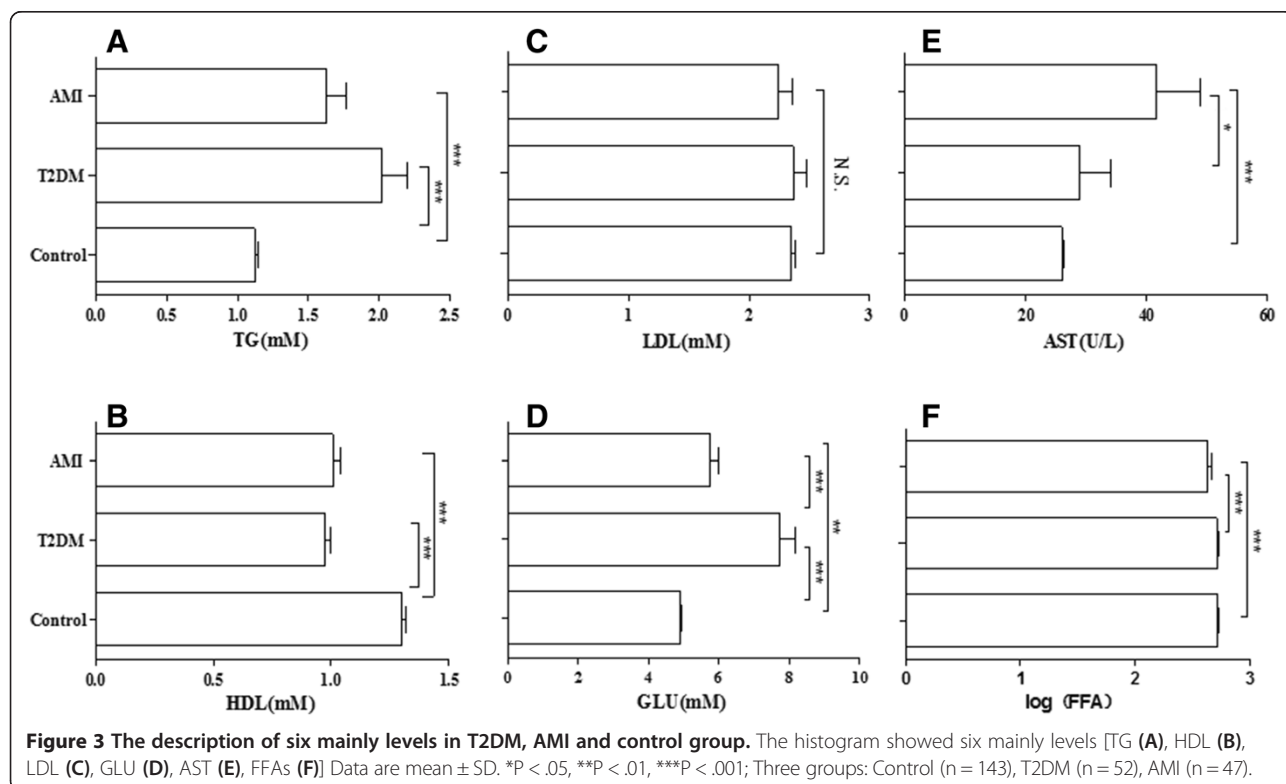 A
AMI
T2DM
Control
***
***
0.0 0.5 1.0 1.5 2.0 2.5
TG(mM)
C
N.S.
0 1 2 3
LDL(mM)
E
*
***
0 20 40 60
AST(U/L)
B
AMI
T2DM
Control
***
***
0.0 0.5 1.0 1.5
HDL(mM)
D
***
***
**
0 2 4 6 8 10
GLU(mM)
F
***
***
0 1 2 3
log (FFA)
Figure 3 The description of six mainly levels in T2DM, AMI and control group. The histogram showed six mainly levels [TG (A), HDL (B),
LDL (C), GLU (D), AST (E), FFAs (F)] Data are mean ± SD. *P < .05, **P < .01, ***P < .001; Three groups: Control (n = 143), T2DM (n = 52), AMI (n = 47).